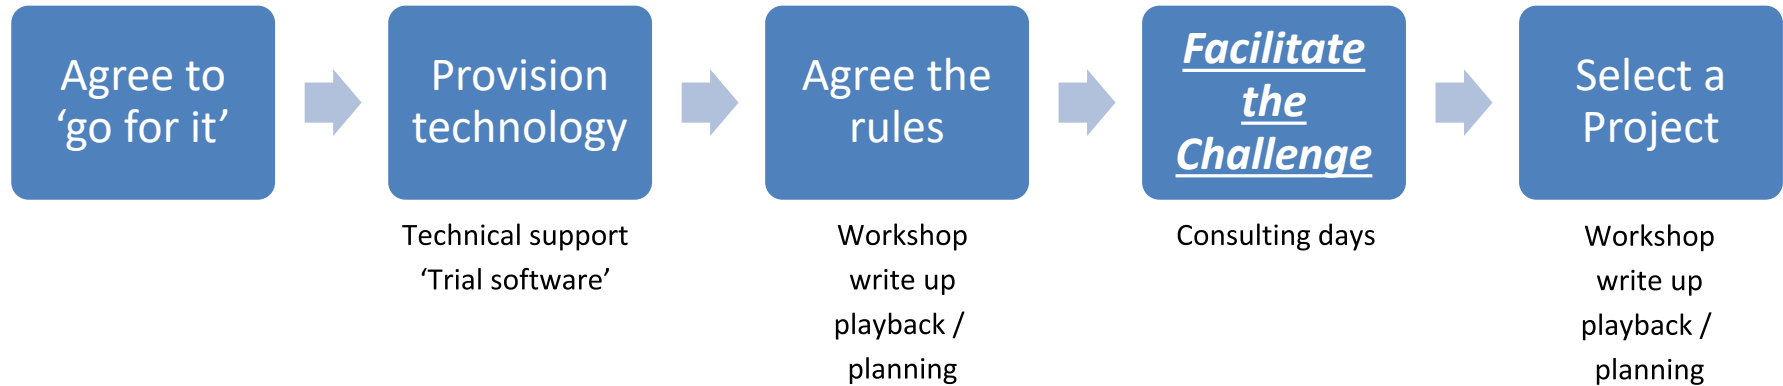 Agree to
‘go for it’
Provision
technology
Agree the
rules
Facilitate
the
Challenge
Select a
Project
Technical support
‘Trial software’
Workshop
write up
playback /
planning
Consulting days
Workshop
write up
playback /
planning